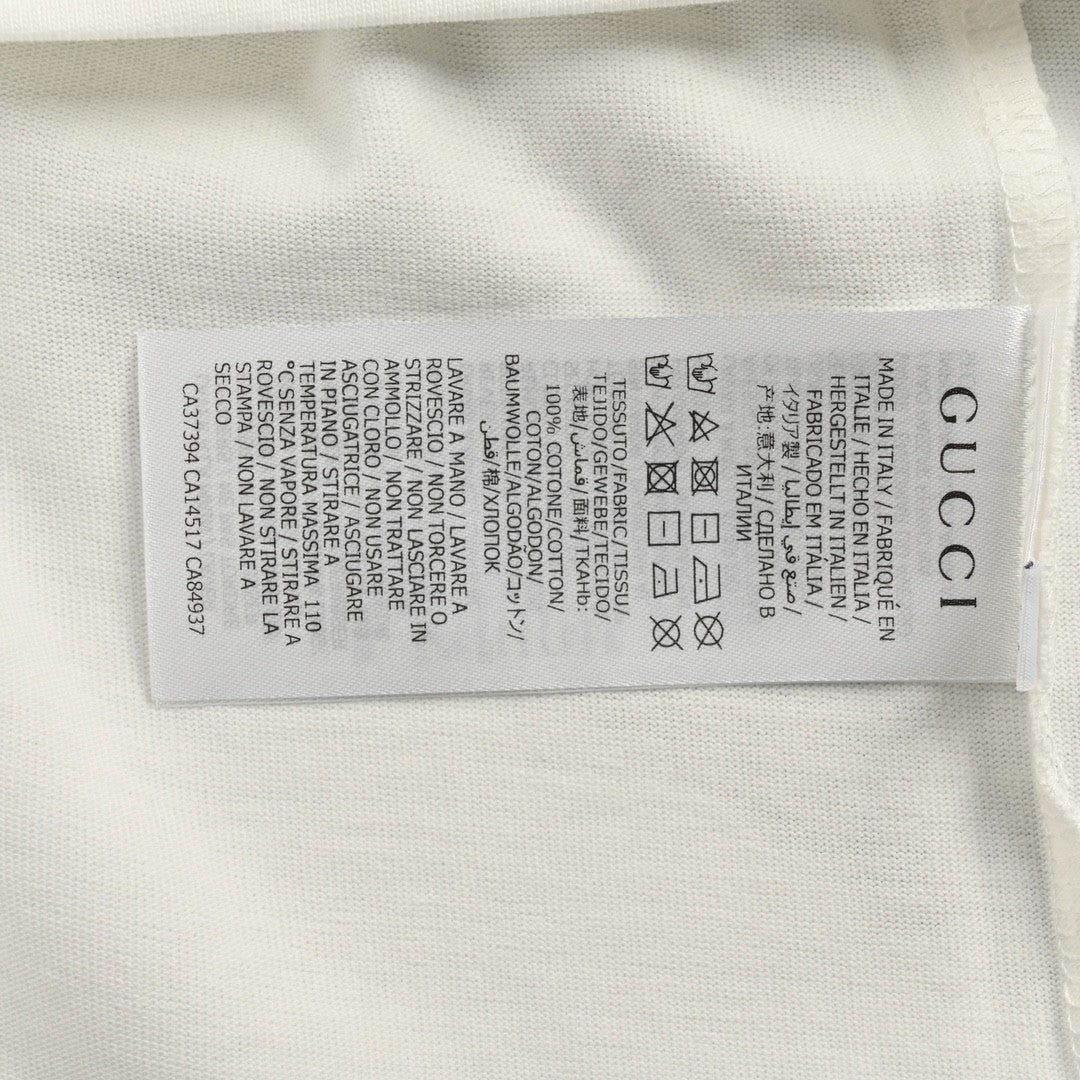 GUCCI
MADE IN ITALY / FABRIQUÉ EN
ITALIE / HECHO EN ITALIA /
HERGESTELLT IN ITALIEN /
FABRICADO EM ITALIA /
イタリア製 / صنع في إيطاليا /
产地:意大利 / СДЕЛАНО В
ИТАЛИИ
TESSUTO /FABRIC / TISSU/
TEJIDO/GEWEBE/TECIDO/
表地/قماش/面料/TKAHb:
100% COTONE/COTTON/
COTON/ALGODON/
BAUMWOLLE/ALGODÃO/コットン/
قطن/棉/ХЛОПОК
LAVARE A MANO / LAVARE A
ROVESCIO / NON TORCERE O
STRIZZARE / NON LASCIARE IN
AMMOLLO / NON TRATTARE
CON CLORO / NON USARE
ASCIUGATRICE / ASCIUGARE
IN PIANO / STIRARE A
TEMPERATURA MASSIMA 110
°C SENZA VAPORE / STIRARE A
ROVESCIO / NON STIRARE LA
STAMPA / NON LAVARE A
SECCO
CA37394 CA14517 CA84937